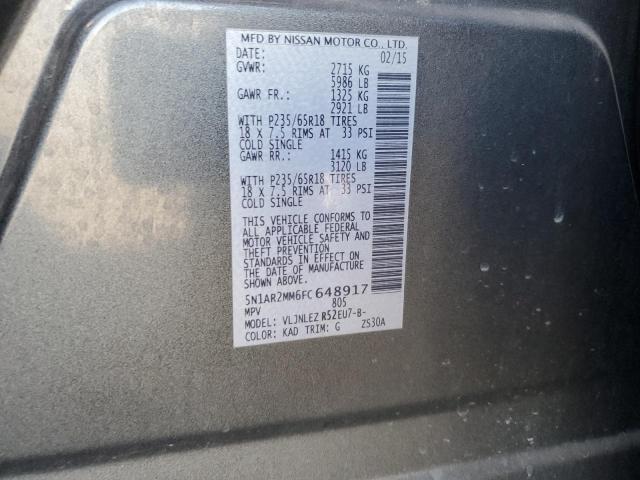 MFD BY NISSAN MOTOR CO., LTD.
DATE: 02/15
GVWR: 2715 KG
5986 LB
GAWR FR.: 1325 KG
2921 LB
WITH P235/65R18 TIRES
18 X 7.5 RIMS AT 33 PSI
COLD SINGLE
GAWR RR.: 1415 KG
3120 LB
WITH P235/65R18 TIRES
18 X 7.5 RIMS AT 33 PSI
COLD SINGLE
THIS VEHICLE CONFORMS TO
ALL APPLICABLE FEDERAL
MOTOR VEHICLE SAFETY AND
THEFT PREVENTION
STANDARDS IN EFFECT ON
THE DATE OF MANUFACTURE
SHOWN ABOVE.
5N1AR2MM6FC648917
MPV 805
MODEL: VLJNLEZ R52EU7-B-
COLOR: KAD TRIM: G ZS30A